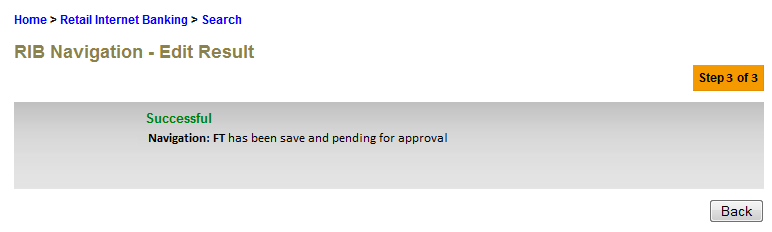 Home > Retail Internet Banking > Search
RIB Navigation - Edit Result
Step 3 of 3
Successful
Navigation: FT has been save and pending for approval
Back